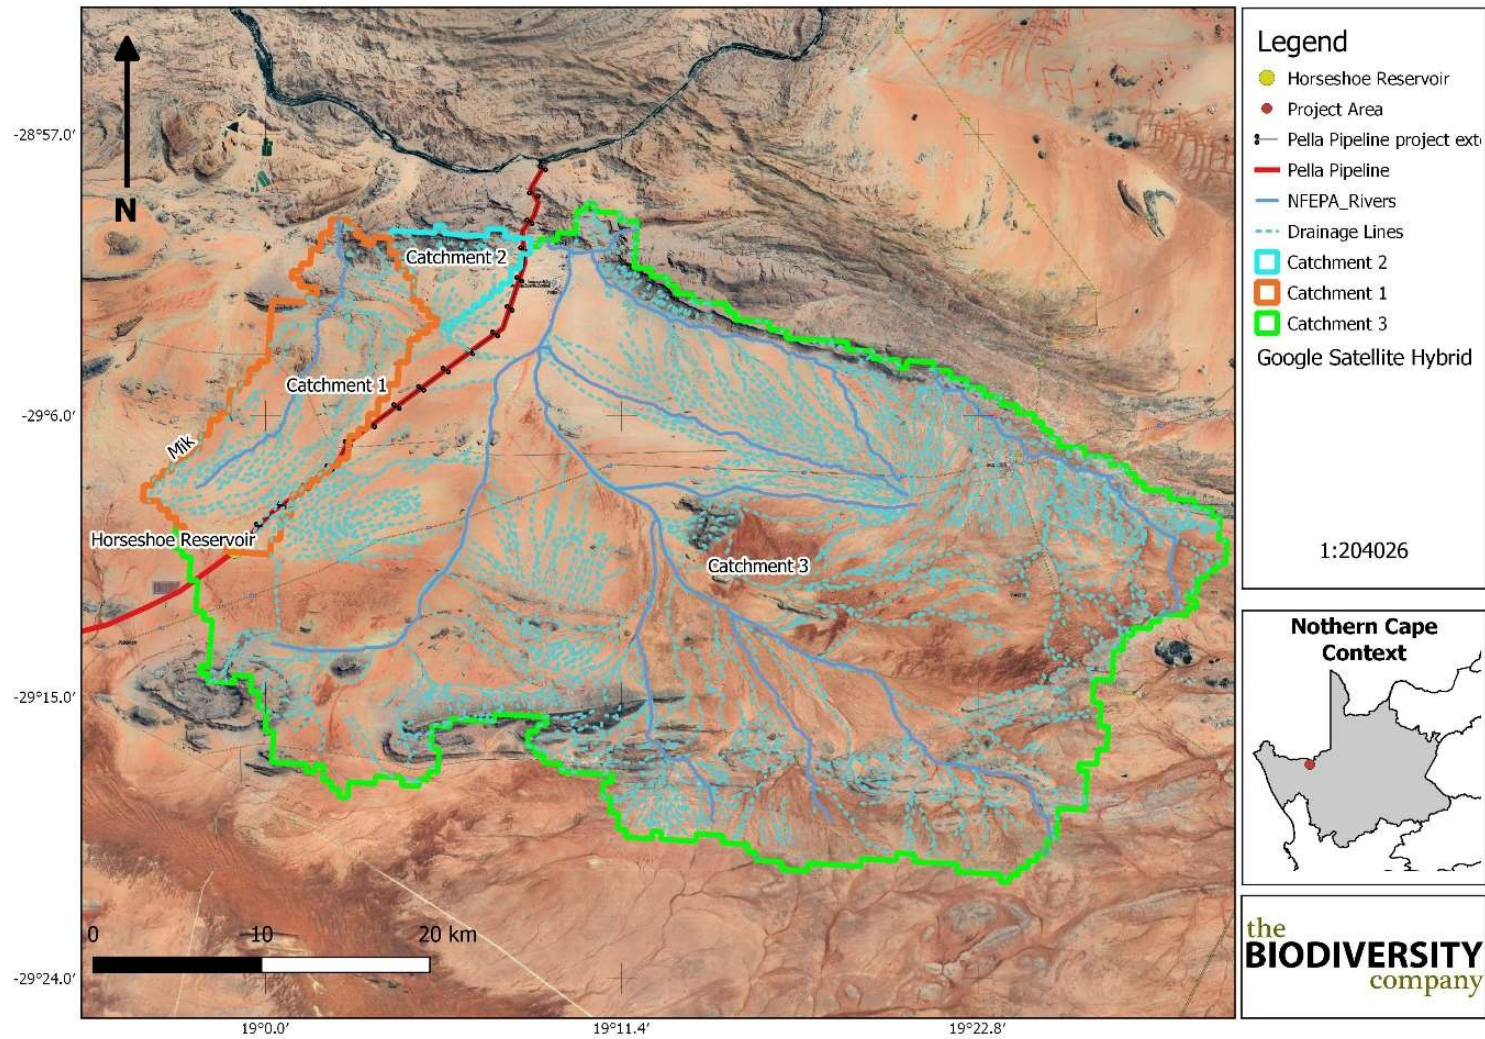 Legend
Horseshoe Reservoir
Project Area
Pella Pipeline project ext
Pella Pipeline
NFEPA_Rivers
Drainage Lines
Catchment 2
Catchment 1
Catchment 3
Google Satellite Hybrid
1:204026
Nothern Cape
Context
the
BIODIVERSITY
company
-28°57.0′
-29°6.0′
-29°15.0′
-29°24.0′
N
Catchment 2
Catchment 1
Mik
Horseshoe Reservoir
Catchment 3
0 10 20 km
19°0.0′ 19°11.4′ 19°22.8′